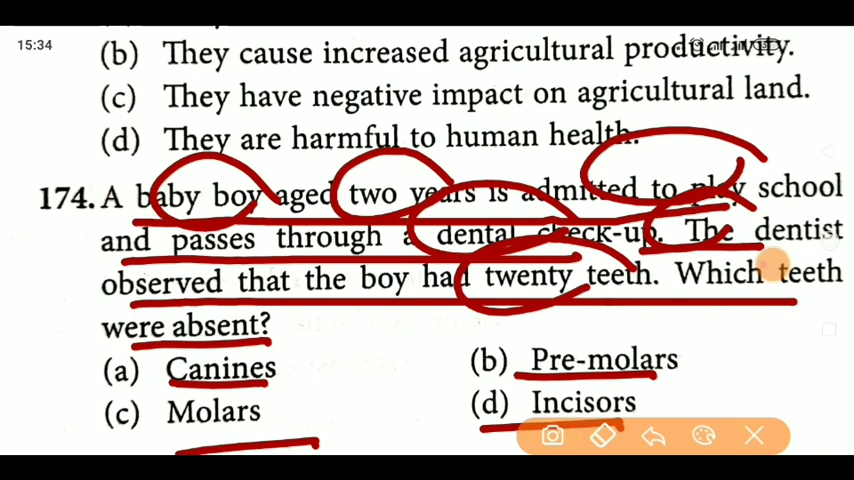 15:34
(b) They cause increased agricultural productivity.
(c) They have negative impact on agricultural land.
(d) They are harmful to human health.
174. A baby boy aged two years is admitted to play school
and passes through a dental check-up. The dentist
observed that the boy had twenty teeth. Which teeth
were absent?
(a) Canines (b) Pre-molars
(c) Molars (d) Incisors